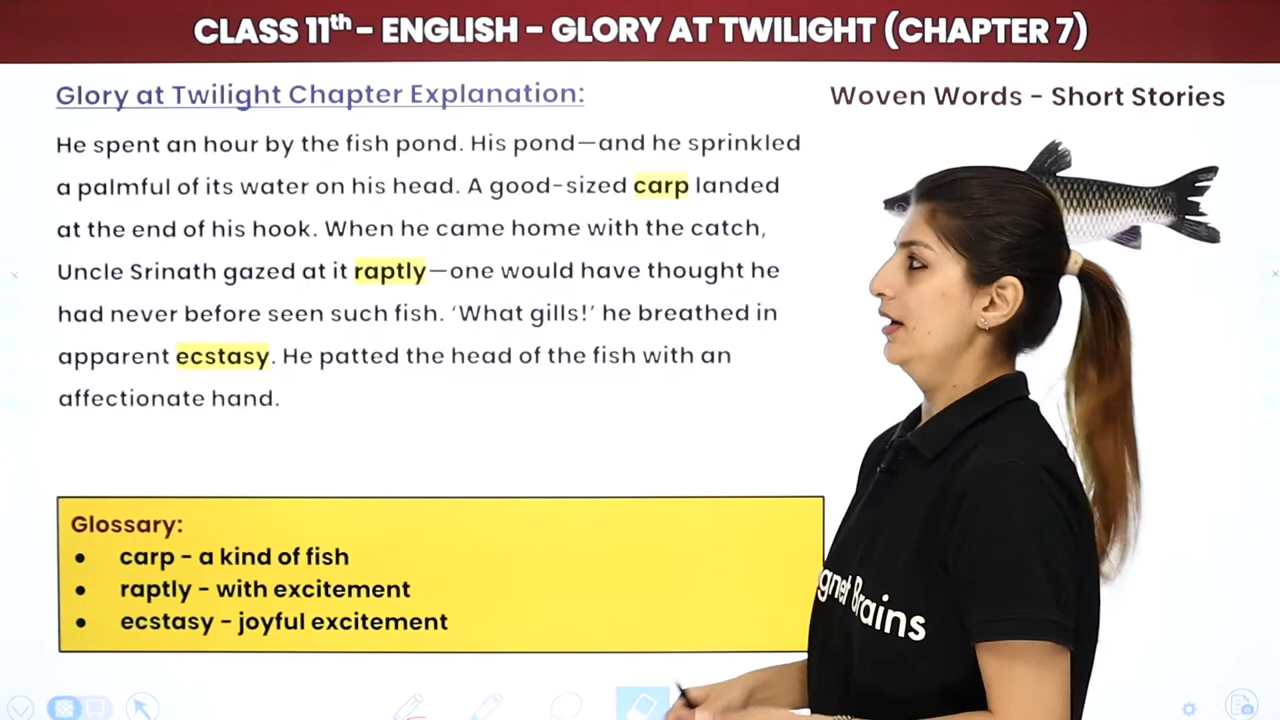 CLASS 11th - ENGLISH - GLORY AT TWILIGHT (CHAPTER 7)
Glory at Twilight Chapter Explanation:
Woven Words - Short Stories
He spent an hour by the fish pond. His pond—and he sprinkled
a palmful of its water on his head. A good-sized carp landed
at the end of his hook. When he came home with the catch,
Uncle Srinath gazed at it raptly—one would have thought he
had never before seen such fish. ‘What gills!’ he breathed in
apparent ecstasy. He patted the head of the fish with an
affectionate hand.
Glossary:
● carp - a kind of fish
● raptly - with excitement
● ecstasy - joyful excitement
gnet Brains